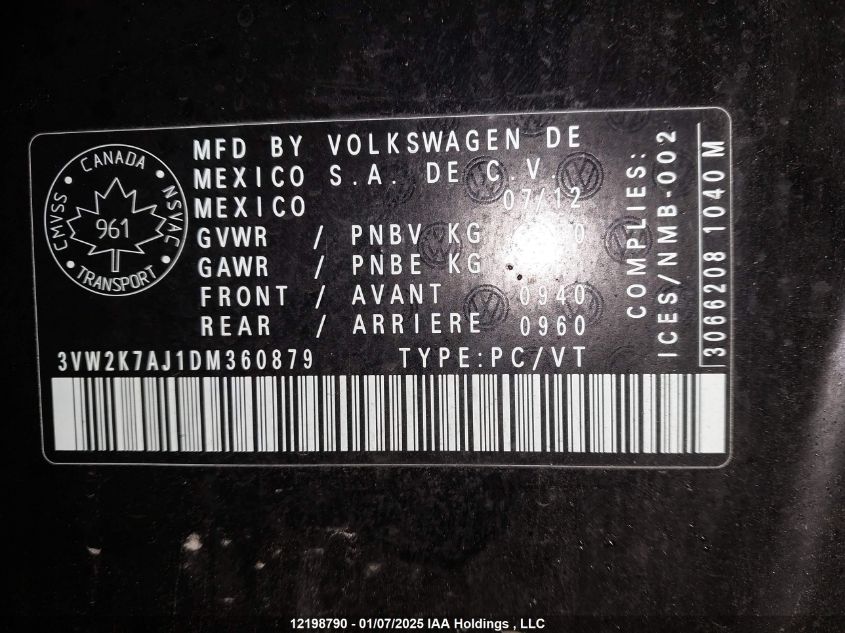 CANADA
CMVSS
NSVAC
961
TRANSPORT
MFD BY VOLKSWAGEN DE
MEXICO S.A. DE C.V
MEXICO 07/12
GVWR / PNBV KG
GAWR / PNBE KG
FRONT / AVANT 0940
REAR / ARRIERE 0960
3VW2K7AJ1DM360879 TYPE:PC/VT
COMPLIES:
ICES/NMB-002
3066208 1040 M
12198790 - 01/07/2025 IAA Holdings , LLC